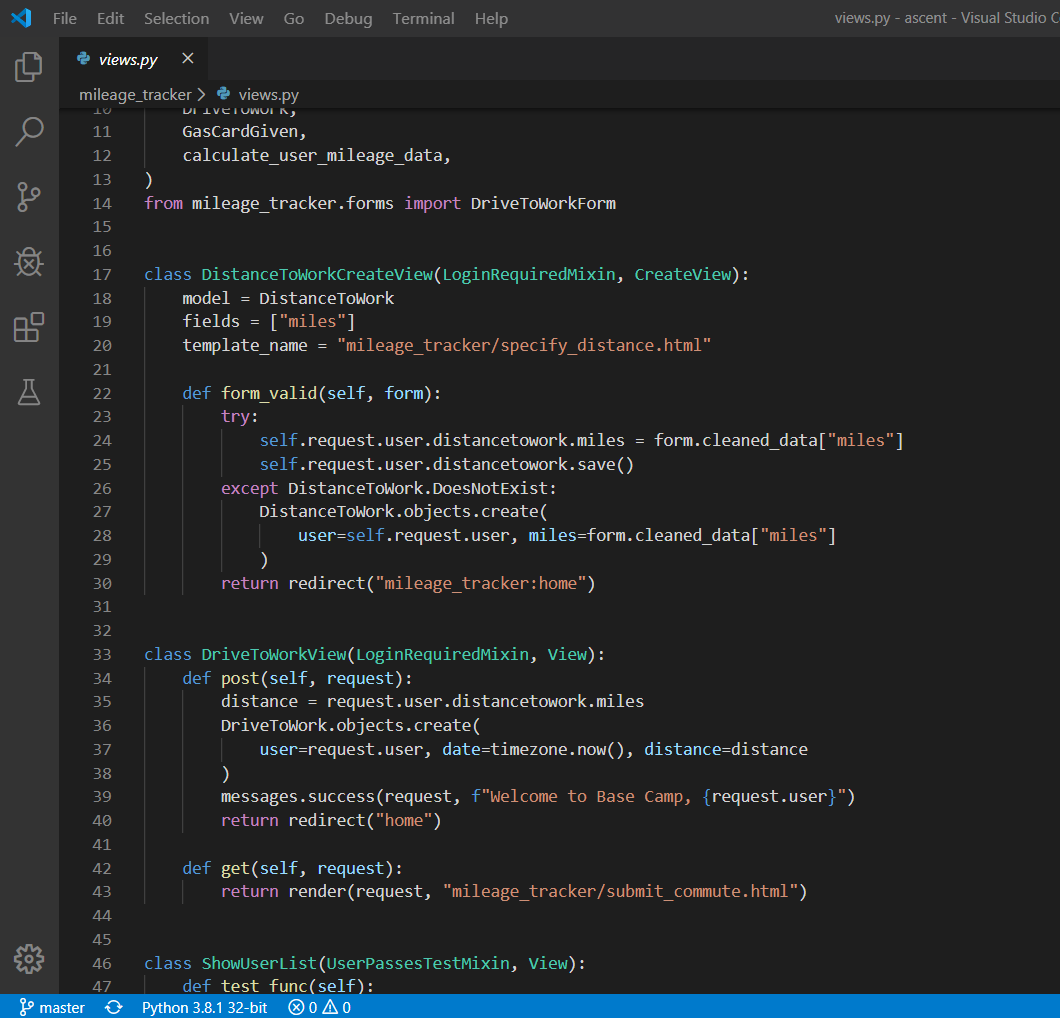 File Edit Selection View Go Debug Terminal Help views.py - ascent - Visual Studio C
views.py
mileage_tracker > views.py
10 DriveToWork,
11 GasCardGiven,
12 calculate_user_mileage_data,
13 )
14 from mileage_tracker.forms import DriveToWorkForm
15
16
17 class DistanceToWorkCreateView(LoginRequiredMixin, CreateView):
18 model = DistanceToWork
19 fields = ["miles"]
20 template_name = "mileage_tracker/specify_distance.html"
21
22 def form_valid(self, form):
23 try:
24 self.request.user.distancetowork.miles = form.cleaned_data["miles"]
25 self.request.user.distancetowork.save()
26 except DistanceToWork.DoesNotExist:
27 DistanceToWork.objects.create(
28 user=self.request.user, miles=form.cleaned_data["miles"]
29 )
30 return redirect("mileage_tracker:home")
31
32
33 class DriveToWorkView(LoginRequiredMixin, View):
34 def post(self, request):
35 distance = request.user.distancetowork.miles
36 DriveToWork.objects.create(
37 user=request.user, date=timezone.now(), distance=distance
38 )
39 messages.success(request, f"Welcome to Base Camp, {request.user}")
40 return redirect("home")
41
42 def get(self, request):
43 return render(request, "mileage_tracker/submit_commute.html")
44
45
46 class ShowUserList(UserPassesTestMixin, View):
47 def test_func(self):
master Python 3.8.1 32-bit 0 0